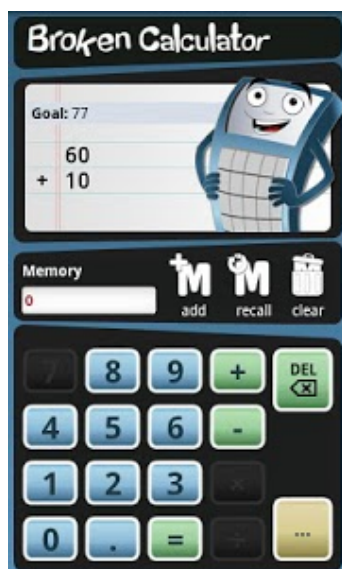 Broken Calculator
Goal: 77
60
+ 10
Memory
0
M M
add recall clear
7 8 9 + DEL
4 5 6 -
1 2 3 ×
0 . = ÷ ...